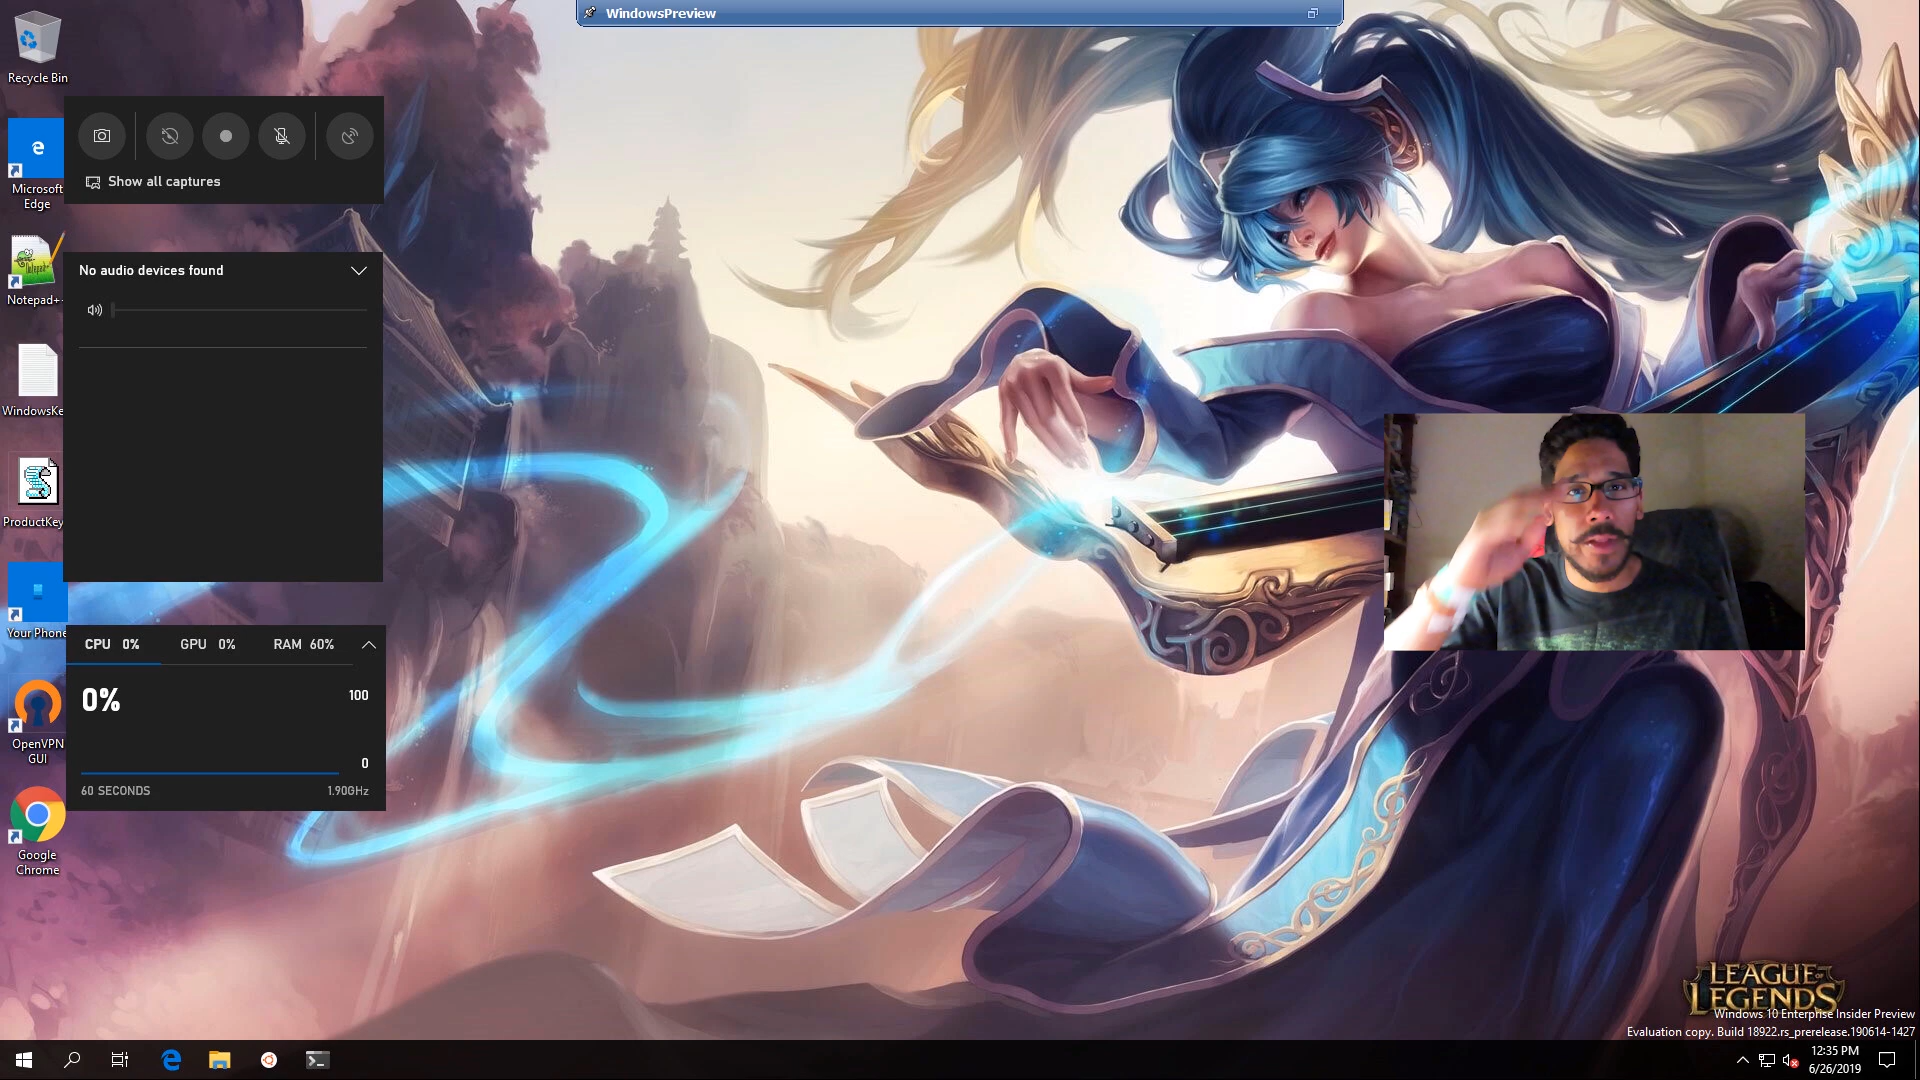 WindowsPreview
Recycle Bin
Show all captures
Microsoft
Edge
No audio devices found
Notepad+
WindowsKe
ProductKey
Your Phone
CPU 0% GPU 0% RAM 60%
0% 100
0
60 SECONDS 1.90GHz
OpenVPN
GUI
Google
Chrome
LEAGUE OF
LEGENDS
Windows 10 Enterprise Insider Preview
Evaluation copy. Build 18922.rs_prerelease.190614-1427
12:35 PM
6/26/2019